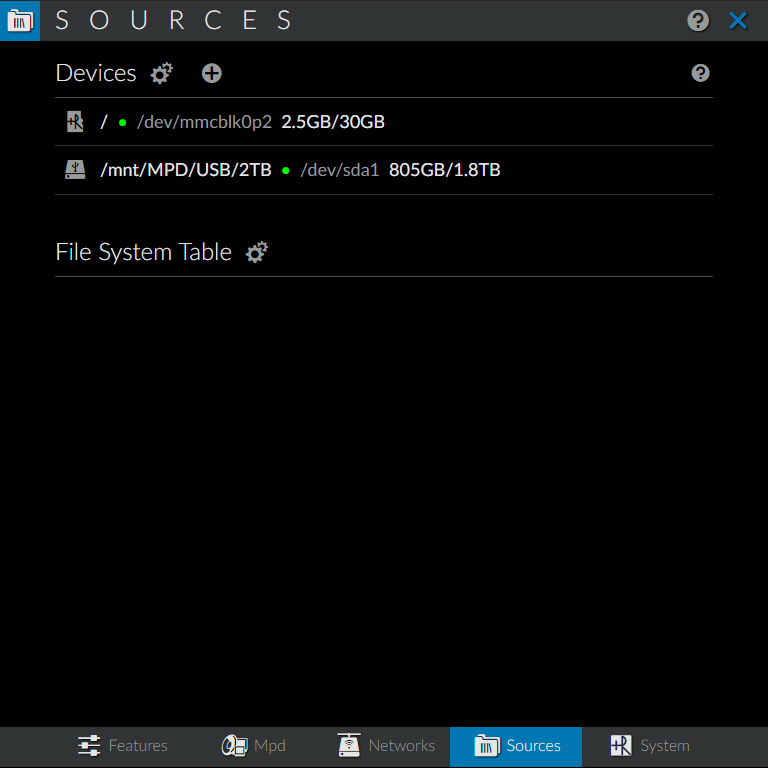 S O U R C E S
Devices
/ • /dev/mmcblk0p2 2.5GB/30GB
/mnt/MPD/USB/2TB • /dev/sda1 805GB/1.8TB
File System Table
Features Mpd Networks Sources System